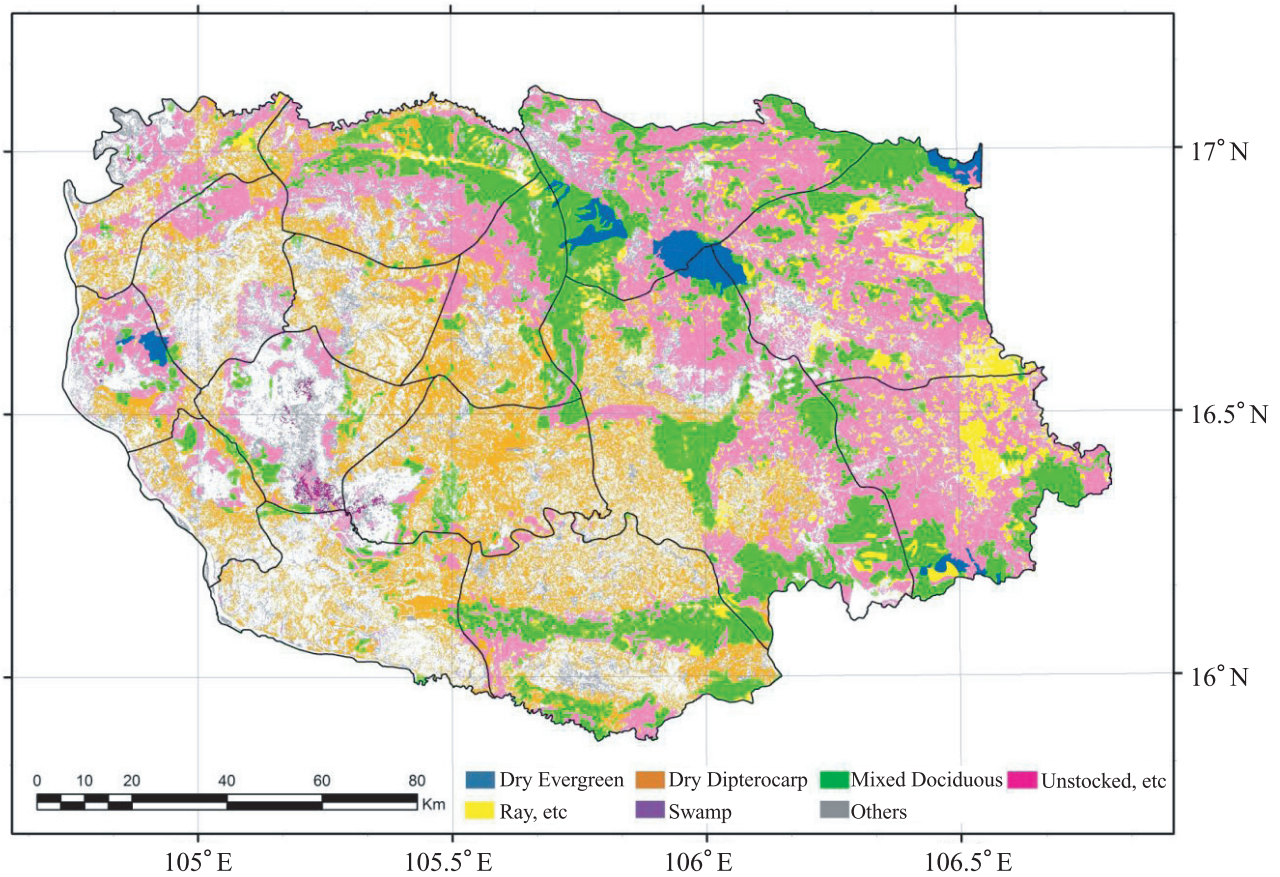 17°N
16.5°N
16°N
0 10 20 40 60 80
Km
Dry Evergreen Dry Dipterocarp Mixed Dociduous Unstocked, etc
Ray, etc Swamp Others
105°E 105.5°E 106°E 106.5°E